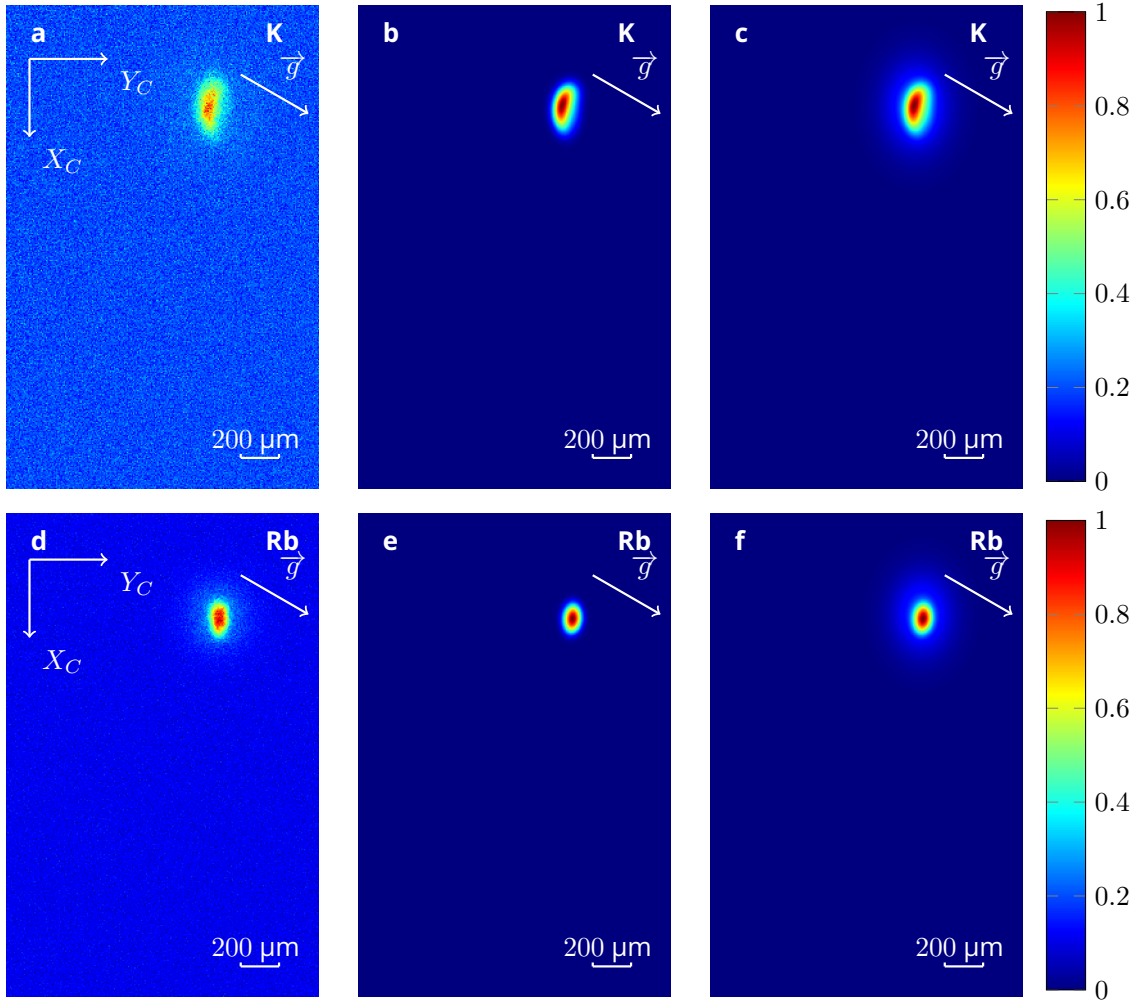 a K
g
Y_C
X_C
200 µm
b K
g
200 µm
c K
g
200 µm
1
0.8
0.6
0.4
0.2
0
d Rb
g
Y_C
X_C
200 µm
e Rb
g
200 µm
f Rb
g
200 µm
1
0.8
0.6
0.4
0.2
0